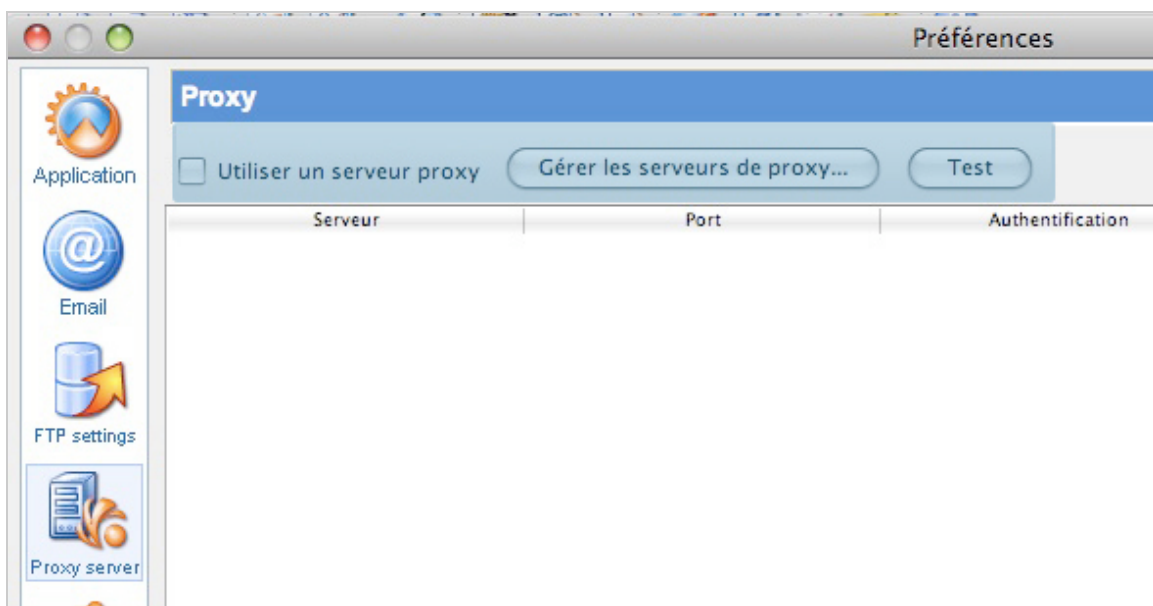 Préférences
Proxy
Application
Utiliser un serveur proxy Gérer les serveurs de proxy... Test
Serveur Port Authentification
Email
FTP settings
Proxy server